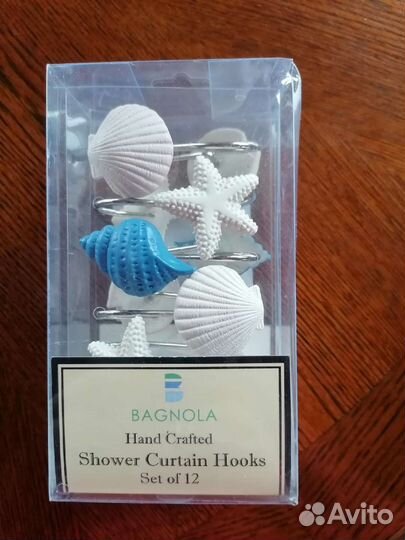 BAGNOLA
Hand Crafted
Shower Curtain Hooks
Set of 12
Avito